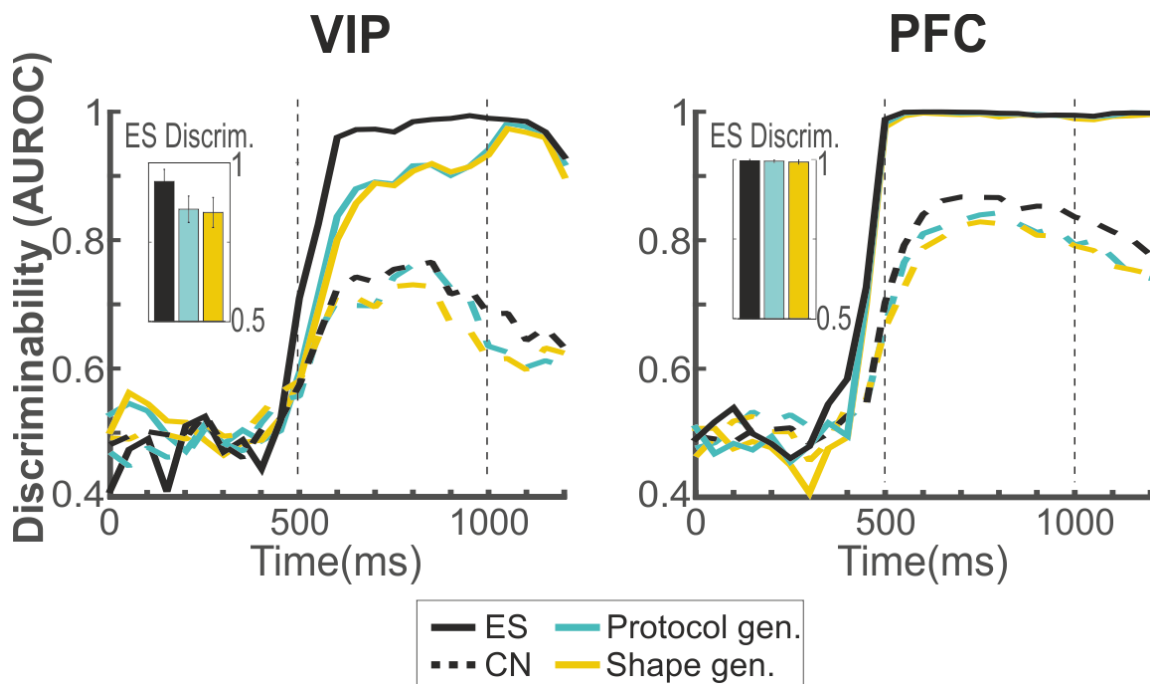 VIP
PFC
Discriminability (AUROC)
1
0.8
0.6
0.4
ES Discrim.
1
0.5
0
500
1000
Time(ms)
1
0.8
0.6
0.4
ES Discrim.
1
0.5
0
500
1000
Time(ms)
ES
Protocol gen.
CN
Shape gen.